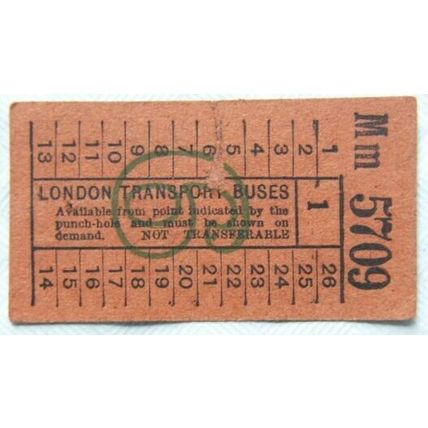 13 12 11 10 9 8 7 6 5 4 3 2 1
LONDON TRANSPORT BUSES
Available from point indicated by the
punch-hole and must be shown on
demand. NOT TRANSFERABLE
1
14 15 16 17 18 19 20 21 22 23 24 25 26
Mm 5709